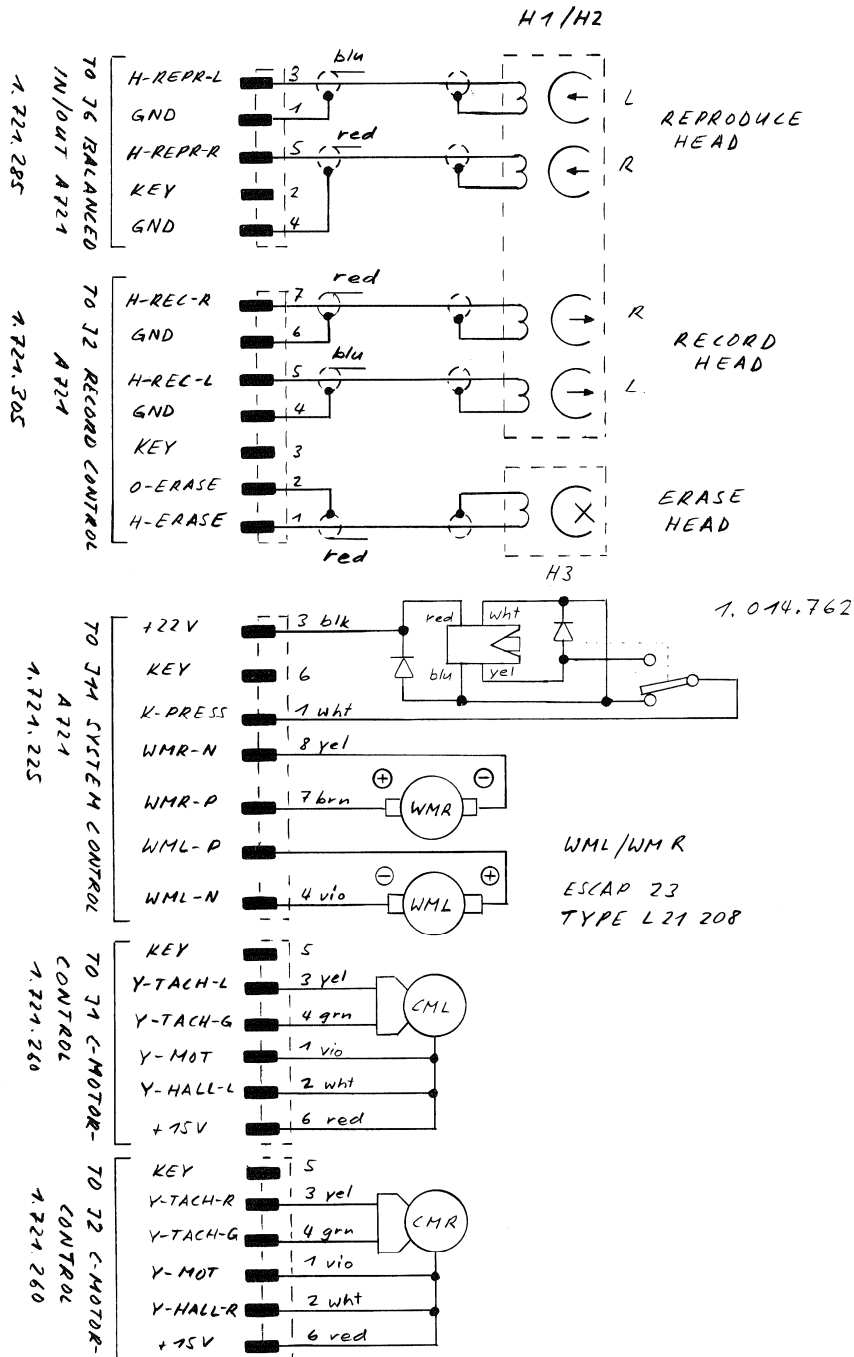 H1/H2
TO J6 BALANCED
IN/OUT A721
1.721.285
H-REPR-L 3 blu
GND 1
H-REPR-R 5 red
KEY 2
GND 4
L
R
REPRODUCE
HEAD
TO J2 RECORD CONTROL
A721
1.721.305
H-REC-R 7 red
GND 6
H-REC-L 5 blu
GND 4
KEY 3
O-ERASE 2
H-ERASE 1
red
R
L
RECORD
HEAD
ERASE
HEAD
H3
1.014.762
TO J11 SYSTEM CONTROL
A721
1.721.225
+22V 3 blk
KEY 6
K-PRESS 1 wht
WMR-N 8 yel
WMR-P 7 brn
WML-P
WML-N 4 vio
red wht
blu yel
+ WMR -
- WML +
WML/WMR
ESCAP 23
TYPE L21 208
TO J1 C-MOTOR-
CONTROL
1.721.260
KEY 5
Y-TACH-L 3 yel
Y-TACH-G 4 grn
Y-MOT 1 vio
Y-HALL-L 2 wht
+15V 6 red
CML
TO J2 C-MOTOR-
CONTROL
1.721.260
KEY 5
Y-TACH-R 3 yel
Y-TACH-G 4 grn
Y-MOT 1 vio
Y-HALL-R 2 wht
+15V 6 red
CMR